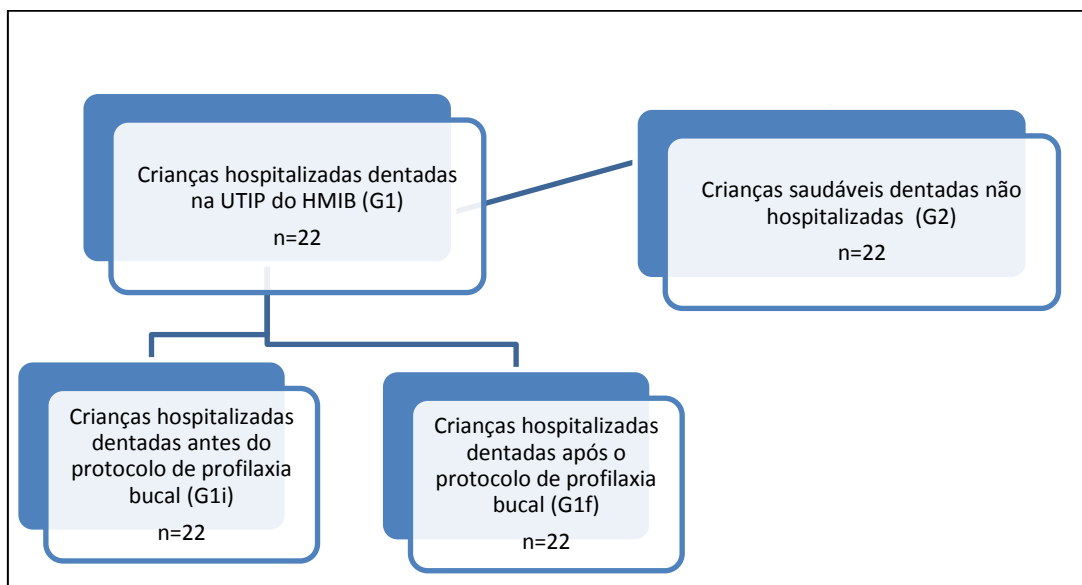 Crianças hospitalizadas dentadas
na UTIP do HMIB (G1)
n=22
Crianças saudáveis dentadas não
hospitalizadas (G2)
n=22
Crianças hospitalizadas
dentadas antes do
protocolo de profilaxia
bucal (G1i)
n=22
Crianças hospitalizadas
dentadas após o
protocolo de profilaxia
bucal (G1f)
n=22